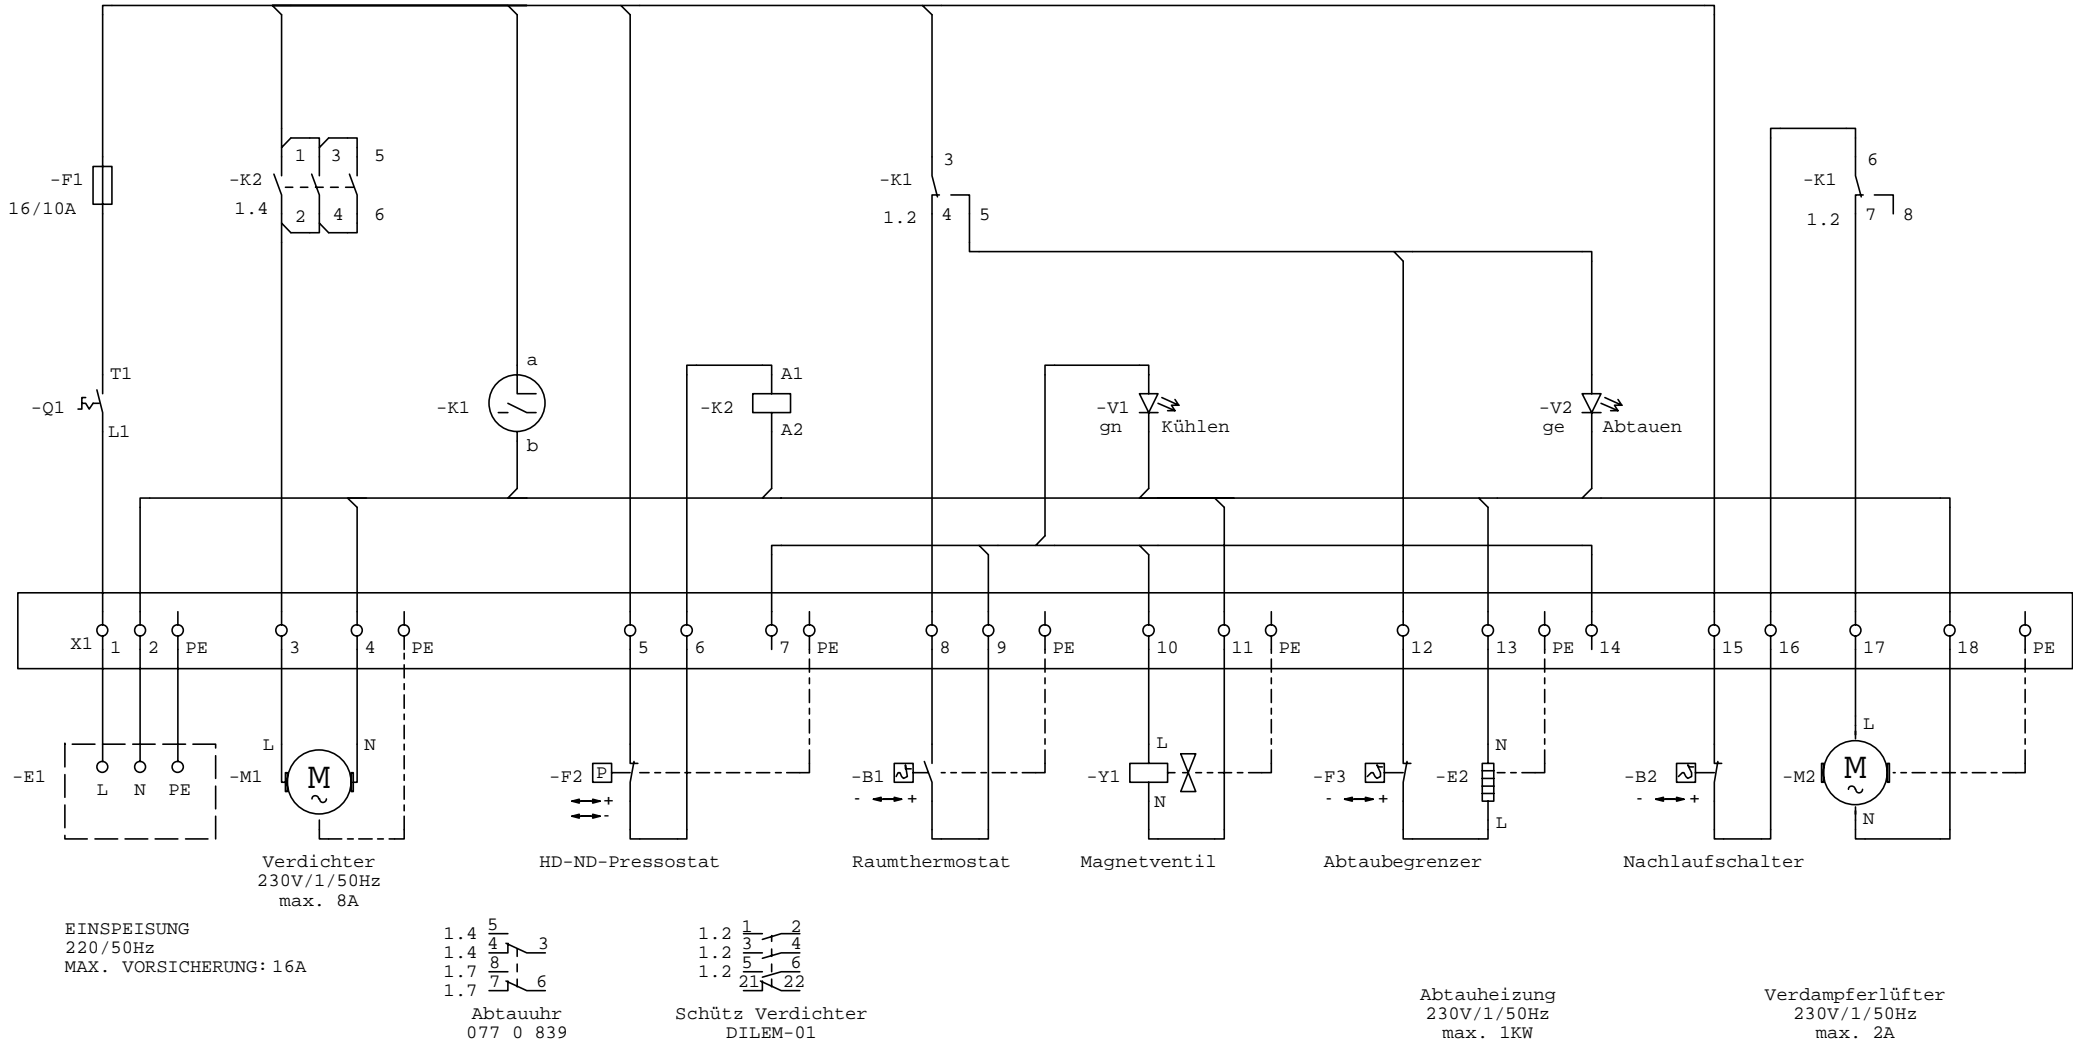 1 3 5
3
6
-F1
-K2
-K1
-K1
16/10A
1.4
2 4 6
1.2
4 5
1.2
7 8
a
T1
A1
-Q1
-K1
-K2
-V1
gn
Kühlen
-V2
ge
Abtauen
L1
A2
b
X1 1 2 PE 3 4 PE 5 6 7 PE 8 9 PE 10 11 PE 12 13 PE 14 15 16 17 18 PE
L N
L
N
L
-E1
L N PE
-M1
M
~
-F2
P
+
-
-B1
- +
-Y1
N
-F3
- +
-E2
L
-B2
- +
-M2
M
~
N
Verdichter
230V/1/50Hz
max. 8A
HD-ND-Pressostat
Raumthermostat
Magnetventil
Abtaubegrenzer
Nachlaufschalter
EINSPEISUNG
220/50Hz
MAX. VORSICHERUNG: 16A
1.4 5
1.4 4 3
1.7 8
1.7 7 6
Abtauuhr
077 0 839
1.2 1 2
1.2 3 4
1.2 5 6
21 22
Schütz Verdichter
DILEM-01
Abtauheizung
230V/1/50Hz
max. 1KW
Verdampferlüfter
230V/1/50Hz
max. 2A